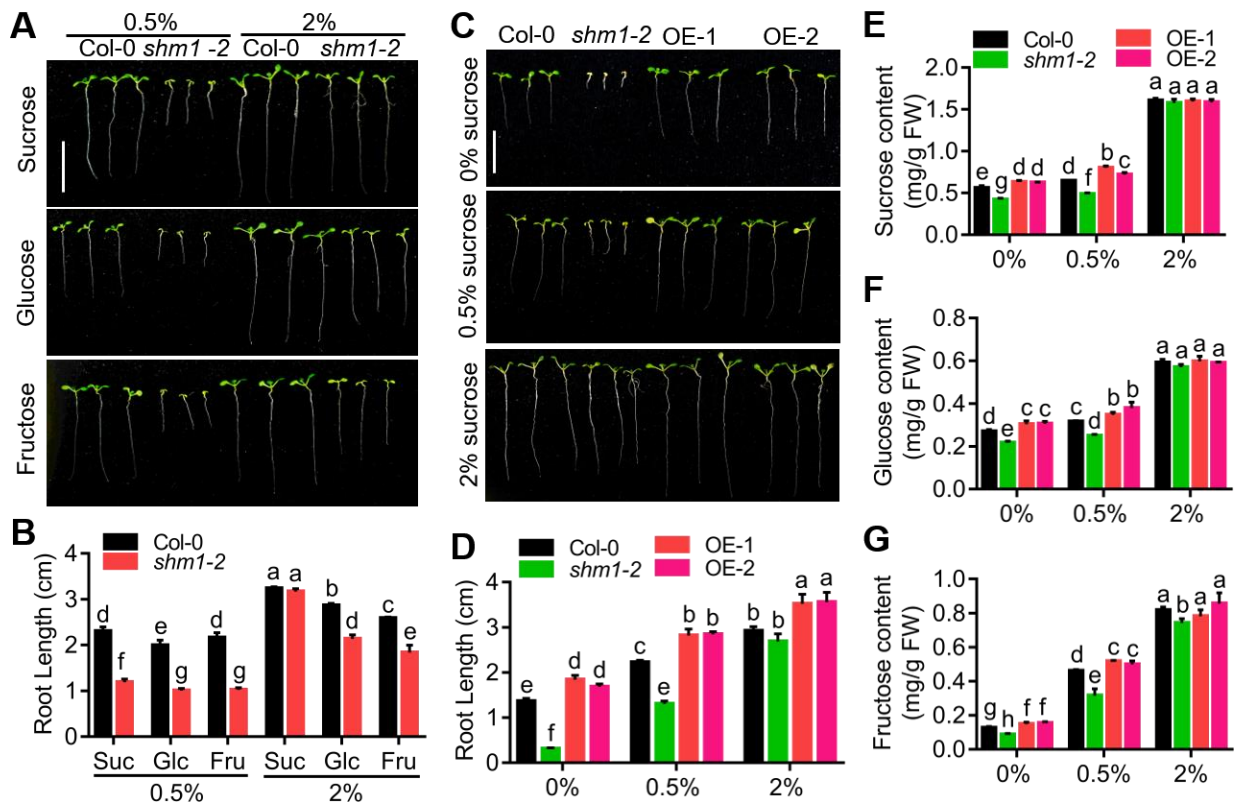 A
0.5%
2%
Col-0 shm1-2
Col-0 shm1-2
Sucrose
Glucose
Fructose
B
Col-0
shm1-2
Root Length (cm)
4
3
2
1
0
d
f
e
g
d
g
a
a
b
d
c
e
Suc Glc Fru Suc Glc Fru
0.5%
2%
C
Col-0 shm1-2 OE-1 OE-2
0% sucrose
0.5% sucrose
2% sucrose
D
Col-0
shm1-2
OE-1
OE-2
Root Length (cm)
4
3
2
1
0
e
f
d
d
c
e
b
b
b
b
a
a
0% 0.5% 2%
E
Col-0
shm1-2
OE-1
OE-2
Sucrose content
(mg/g FW)
2.0
1.5
1.0
0.5
0.0
e
g
d
d
d
f
b
c
a
a
a
a
0% 0.5% 2%
F
Glucose content
(mg/g FW)
0.8
0.6
0.4
0.2
0.0
d
e
c
c
c
d
b
b
a
a
a
a
0% 0.5% 2%
G
Fructose content
(mg/g FW)
1.0
0.8
0.6
0.4
0.2
0.0
g
h
f
f
d
e
c
c
a
b
a
a
0% 0.5% 2%